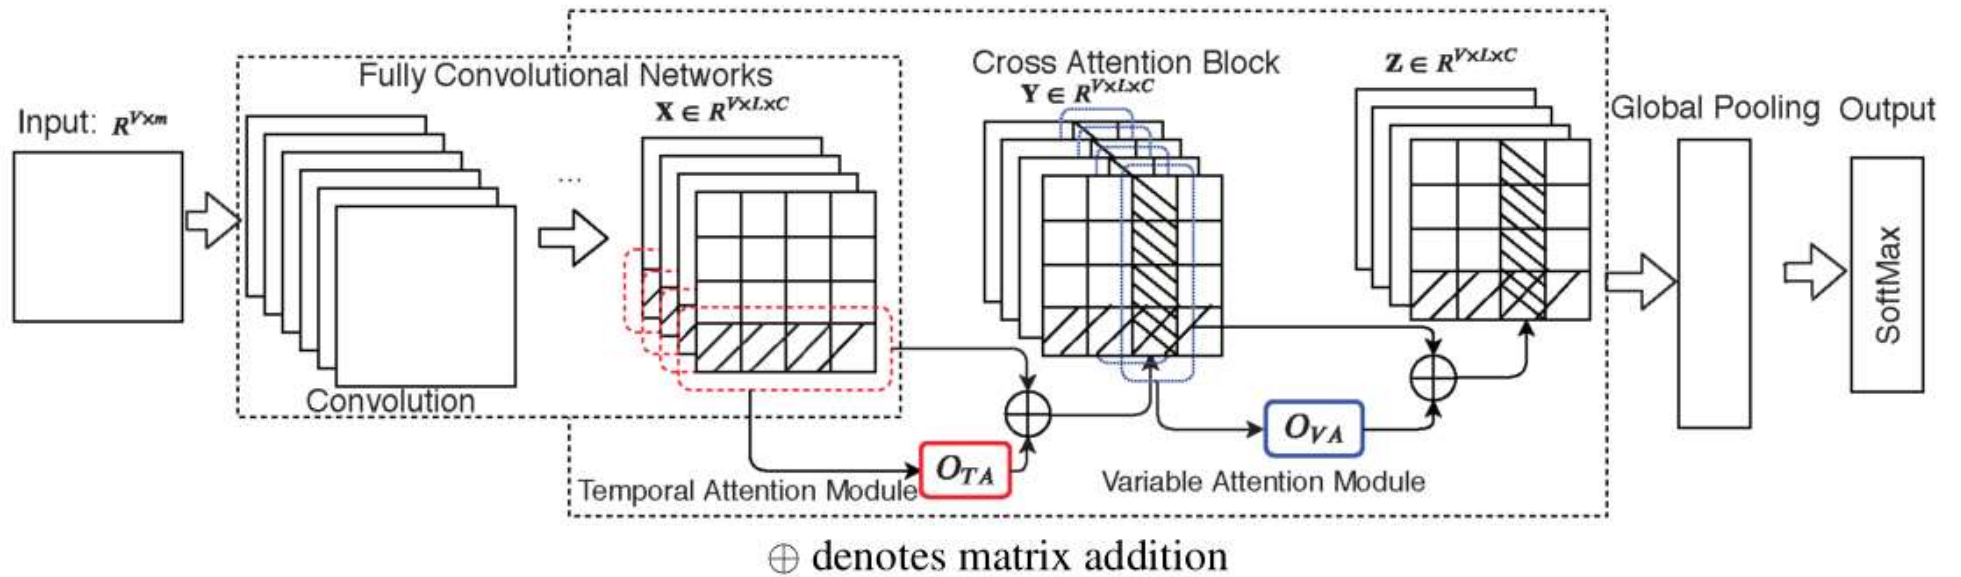 Input: R^{V×m}
Fully Convolutional Networks
X ∈ R^{V×L×C}
...
Convolution
Cross Attention Block
Y ∈ R^{V×L×C}
Z ∈ R^{V×L×C}
Global Pooling
Output
SoftMax
O_{TA}
Temporal Attention Module
O_{VA}
Variable Attention Module
⊕ denotes matrix addition